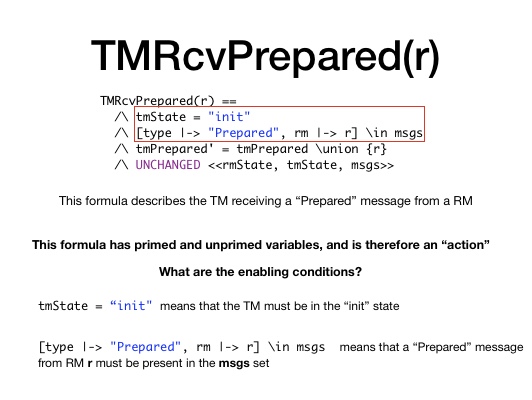 TMRcvPrepared(r)
TMRcvPrepared(r) ==
/\ tmState = "init"
/\ [type |-> "Prepared", rm |-> r] \in msgs
/\ tmPrepared' = tmPrepared \union {r}
/\ UNCHANGED <<rmState, tmState, msgs>>
This formula describes the TM receiving a “Prepared” message from a RM
This formula has primed and unprimed variables, and is therefore an “action”
What are the enabling conditions?
tmState = “init" means that the TM must be in the “init” state
[type |-> "Prepared", rm |-> r] \in msgs means that a “Prepared” message
from RM r must be present in the msgs set